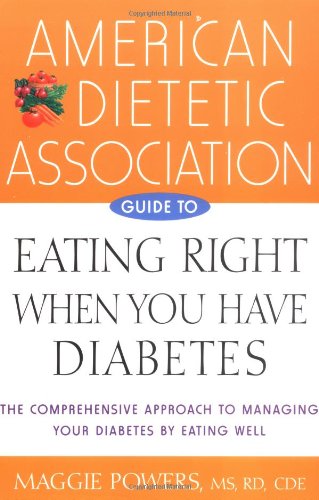 AMERICAN
DIETETIC
ASSOCIATION
GUIDE TO
EATING RIGHT
WHEN YOU HAVE
DIABETES
THE COMPREHENSIVE APPROACH TO MANAGING
YOUR DIABETES BY EATING WELL
MAGGIE POWERS, MS, RD, CDE